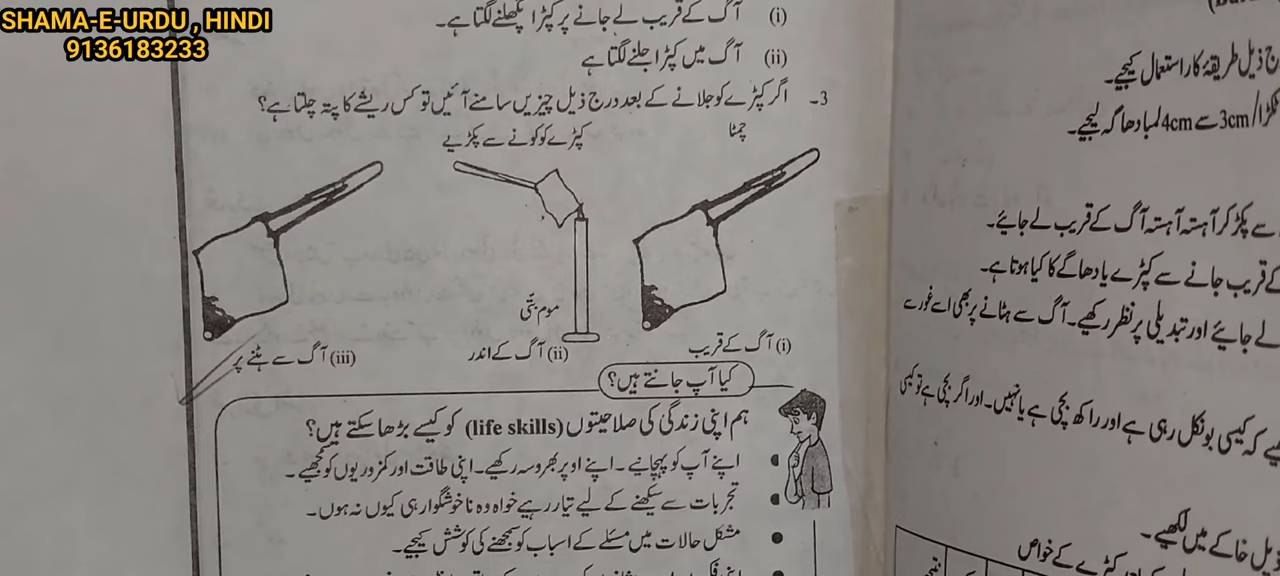 SHAMA-E-URDU , HINDI
9136183233
(i) آگ کے قریب لے جانے پر کپڑا پگھلنے لگتا ہے۔
(ii) آگ میں کپڑا جلنے لگتا ہے
3۔ اگر کپڑے کو جلانے کے بعد درج ذیل چیزیں سامنے آئیں تو کس ریشے کا پتہ چلتا ہے؟
چمٹا
کپڑے کو کونے سے پکڑیے
موم بتّی
(i) آگ کے قریب
(ii) آگ کے اندر
(iii) آگ سے ہٹنے پر
کیا آپ جانتے ہیں؟
ہم اپنی زندگی کی صلاحیتوں (life skills) کو کیسے بڑھا سکتے ہیں؟
• اپنے آپ کو پہچانیے۔ اپنے اوپر بھروسہ رکھیے۔ اپنی طاقت اور کمزوریوں کو سمجھیے۔
• تجربات سے سیکھنے کے لیے تیار رہیے خواہ وہ ناخوشگوار ہی کیوں نہ ہوں۔
• مشکل حالات میں مسئلے کے اسباب کو سمجھنے کی کوشش کیجیے۔
ج ذیل طریقۂ کار استعمال کیجیے۔
3cm سے 4cm لمبا دھاگہ لیجیے۔
سے پکڑ کر آہستہ آہستہ آگ کے قریب لے جائیے۔
کے قریب جانے سے کپڑے یا دھاگے کا کیا ہوتا ہے۔
لے جائیے اور تبدیلی پر نظر رکھیے۔ آگ سے ہٹانے پر بھی اسے غور سے
کہ کیسی بو نکل رہی ہے اور راکھ بچی ہے یا نہیں۔ اور اگر بچی ہے تو کیسی
ذیل خاکے میں لکھیے۔
کپڑے کے خواص